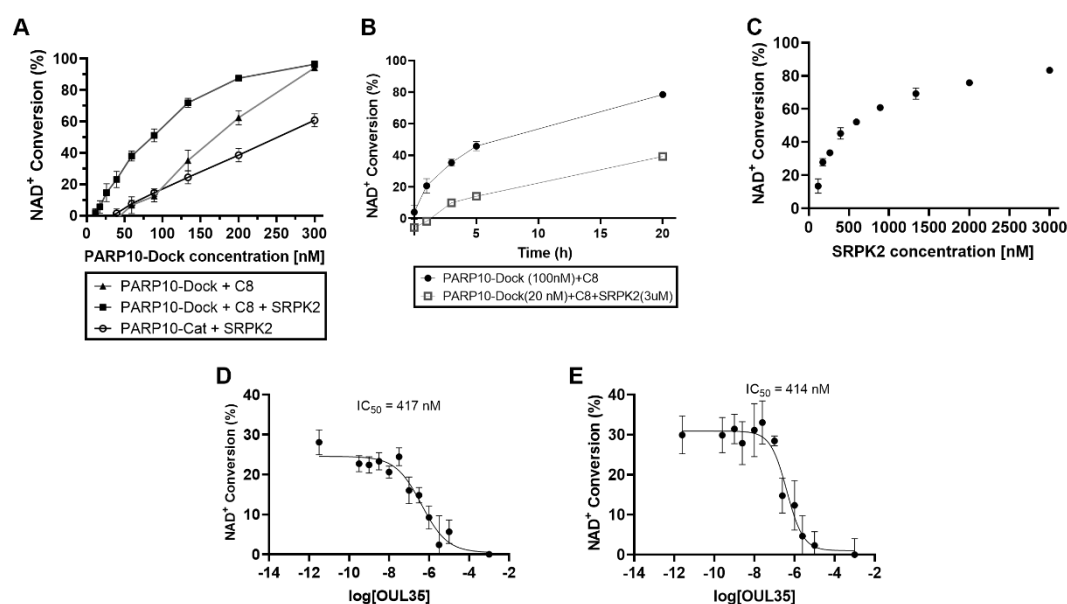 A
NAD+ Conversion (%)
100
80
60
40
20
0
0 50 100 150 200 250 300
PARP10-Dock concentration [nM]
PARP10-Dock + C8
PARP10-Dock + C8 + SRPK2
PARP10-Cat + SRPK2
B
NAD+ Conversion (%)
100
80
60
40
20
0
5 10 15 20
Time (h)
PARP10-Dock (100nM)+C8
PARP10-Dock(20 nM)+C8+SRPK2(3uM)
C
NAD+ Conversion (%)
100
80
60
40
20
0
0 500 1000 1500 2000 2500 3000
SRPK2 concentration [nM]
D
IC50 = 417 nM
NAD+ Conversion (%)
40
30
20
10
0
-14 -12 -10 -8 -6 -4 -2
log[OUL35]
E
IC50 = 414 nM
NAD+ Conversion (%)
40
30
20
10
0
-14 -12 -10 -8 -6 -4 -2
log[OUL35]